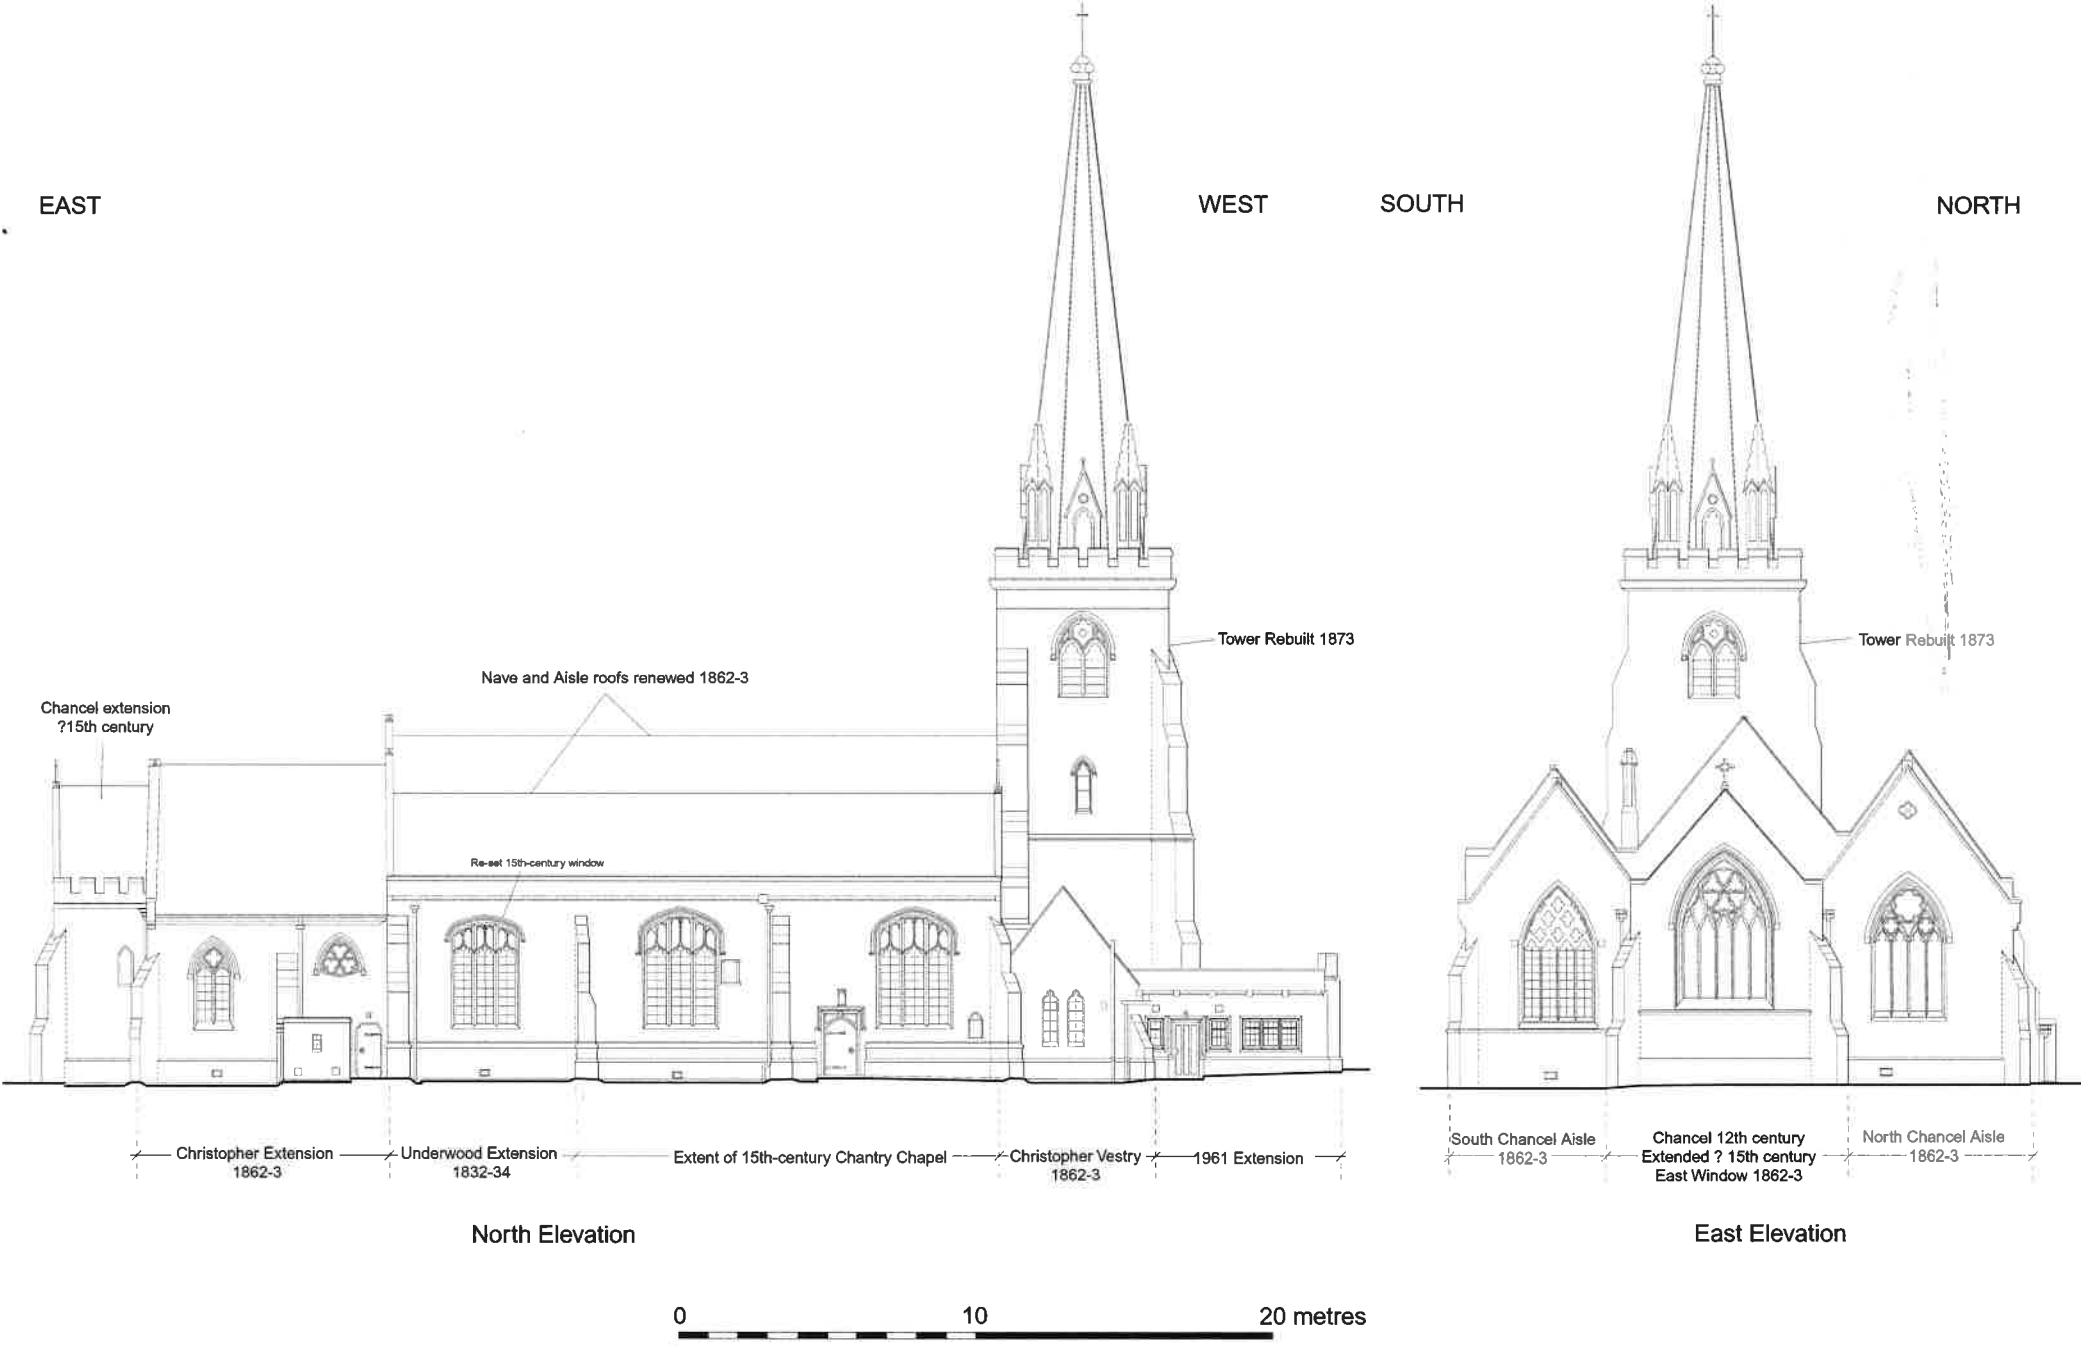 EAST
WEST
SOUTH
NORTH
Tower Rebuilt 1873
Tower Rebuilt 1873
Nave and Aisle roofs renewed 1862-3
Chancel extension
?15th century
Re-set 15th-century window
Christopher Extension
1862-3
Underwood Extension
1832-34
Extent of 15th-century Chantry Chapel
Christopher Vestry
1862-3
1961 Extension
South Chancel Aisle
1862-3
Chancel 12th century
Extended ? 15th century
East Window 1862-3
North Chancel Aisle
1862-3
North Elevation
East Elevation
0 10 20 metres